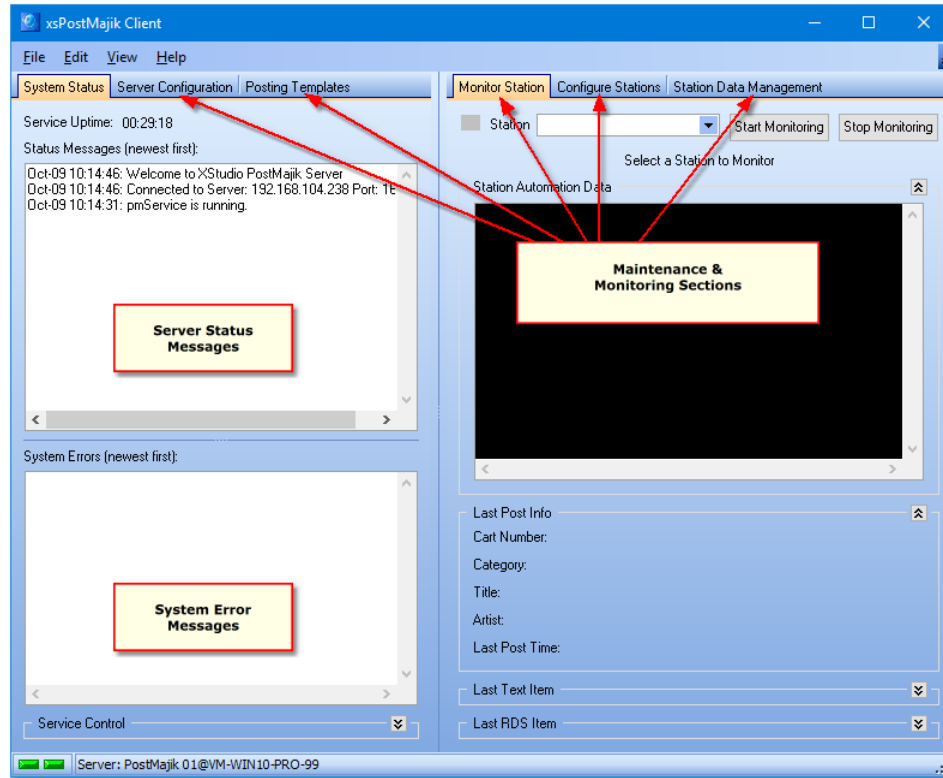 xsPostMajik Client
File Edit View Help
System Status Server Configuration Posting Templates
Service Uptime: 00:29:18
Status Messages (newest first):
Oct-09 10:14:46: Welcome to XStudio PostMajik Server
Oct-09 10:14:46: Connected to Server: 192.168.104.238 Port:
Oct-09 10:14:31: pmService is running.
Server Status
Messages
System Errors (newest first):
System Error
Messages
Service Control
Monitor Station Configure Stations Station Data Management
Station Start Monitoring Stop Monitoring
Select a Station to Monitor
Station Automation Data
Maintenance &
Monitoring Sections
Last Post Info
Cart Number:
Category:
Title:
Artist:
Last Post Time:
Last Text Item
Last RDS Item
Server: PostMajik 01@VM-WIN10-PRO-99